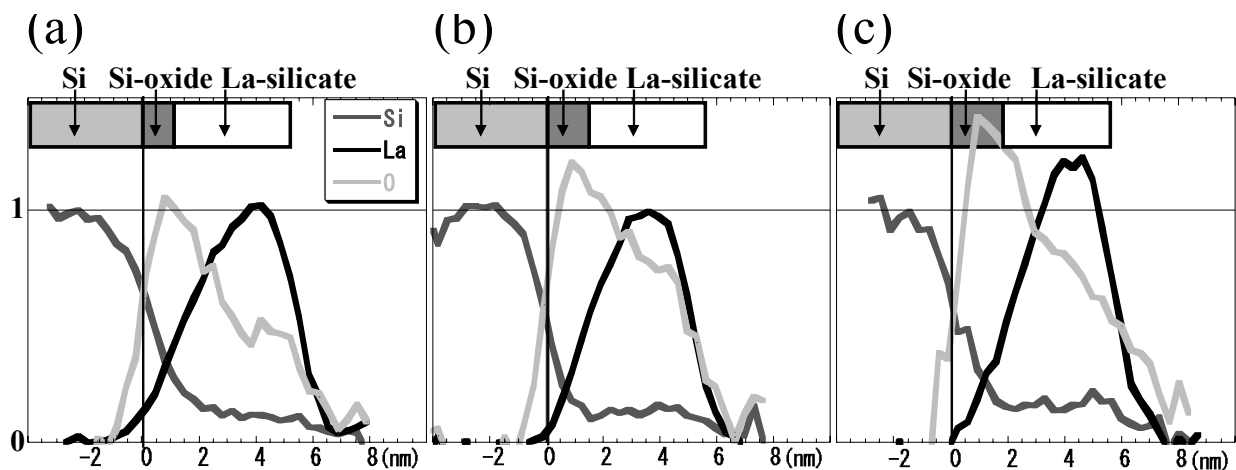 (a) (b) (c)
Si Si-oxide La-silicate Si Si-oxide La-silicate Si Si-oxide La-silicate
Si
La
O
1
0
-2 0 2 4 6 8 (nm) -2 0 2 4 6 8 (nm) -2 0 2 4 6 8 (nm)